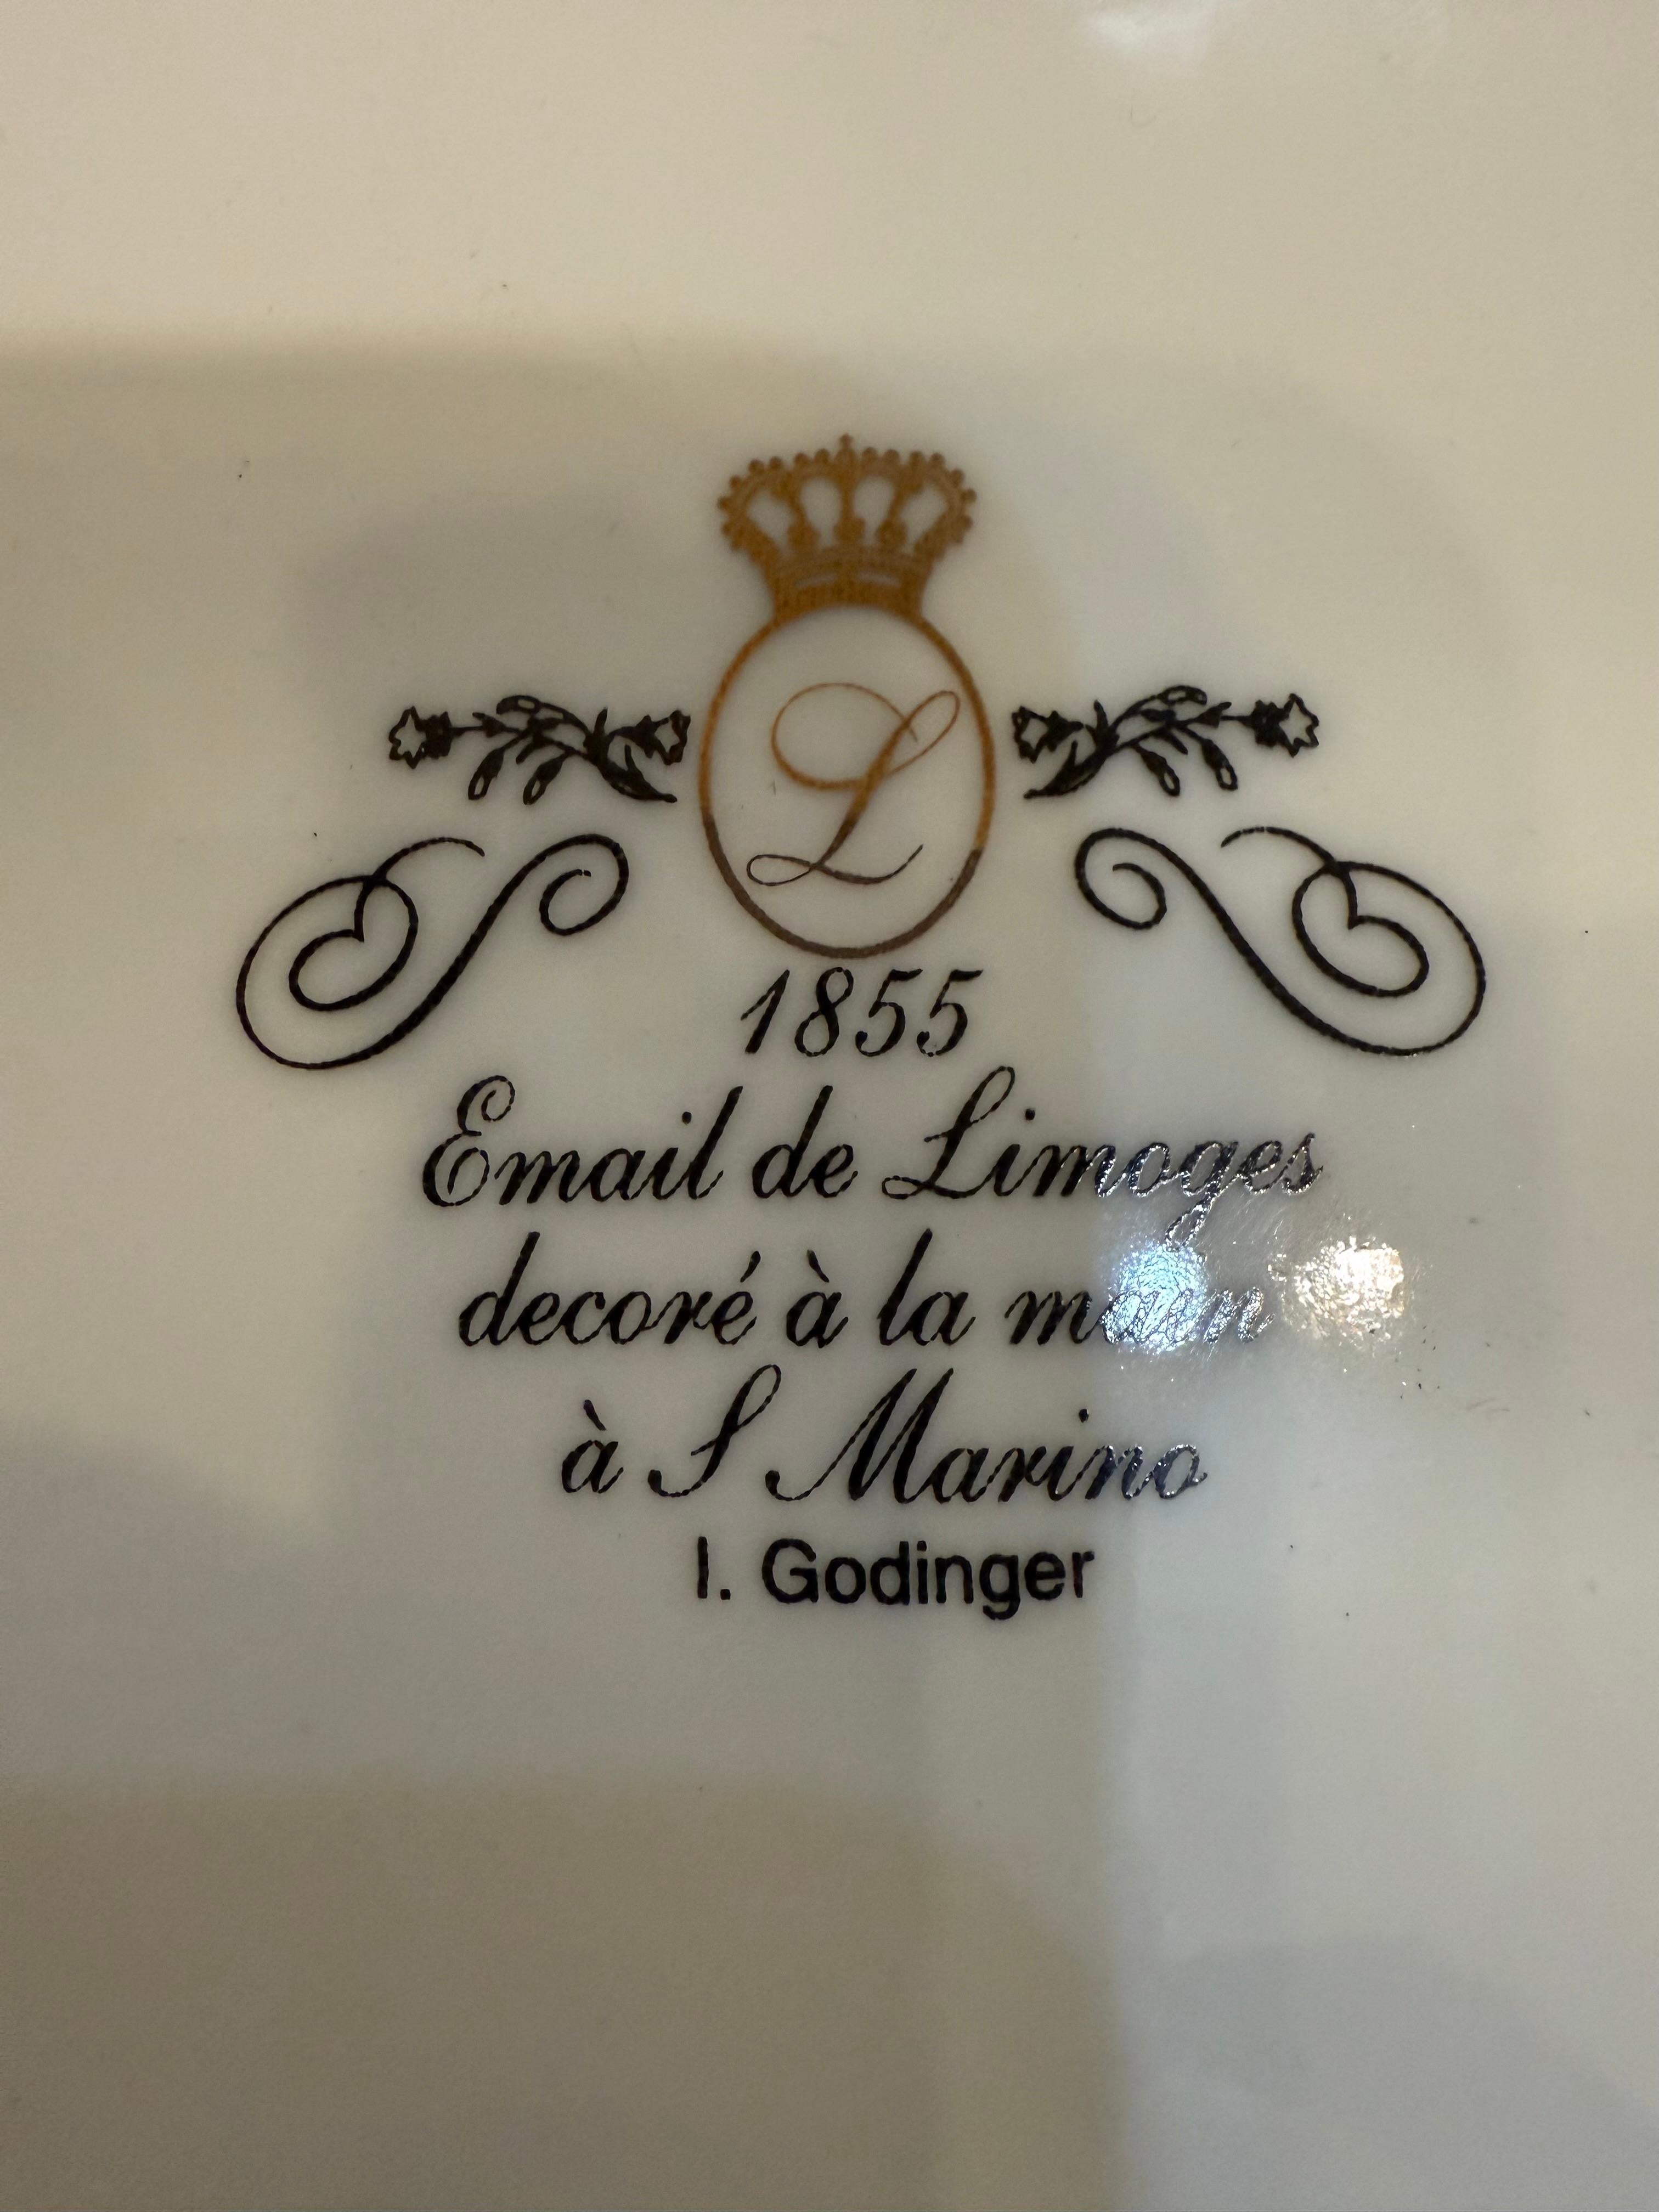 L
1855
Email de Limoges
decoré à la main
à S Marino
I. Godinger